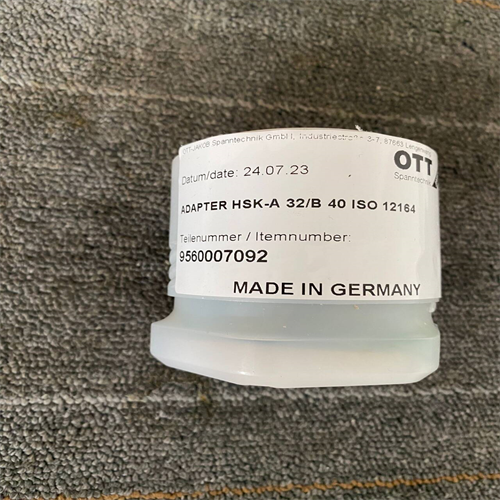 OTT-JAKOB Spanntechnik GmbH, Industriestraße 3-7, 87663 Lengenwang
OTT
Spanntechnik
Datum/date: 24.07.23
ADAPTER HSK-A 32/B 40 ISO 12164
Teilenummer / Itemnumber:
9560007092
MADE IN GERMANY